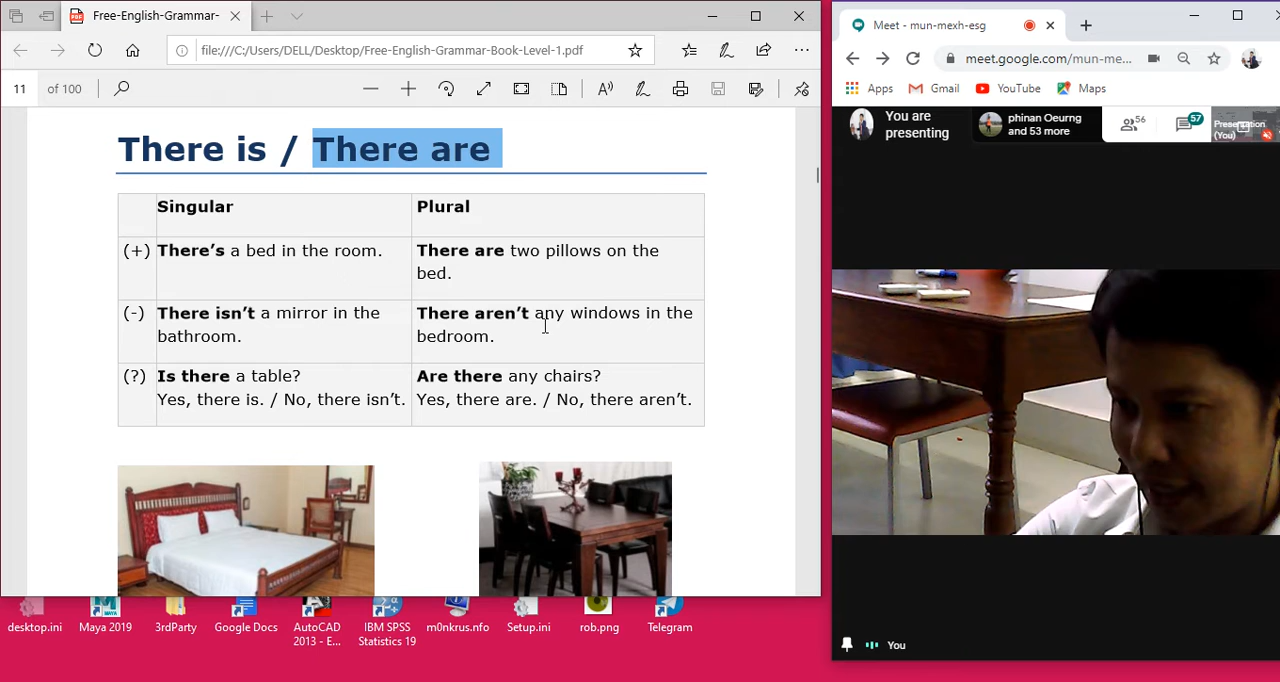 Free-English-Grammar-
file:///C:/Users/DELL/Desktop/Free-English-Grammar-Book-Level-1.pdf
11 of 100
There is / There are
Singular Plural
(+) There's a bed in the room. There are two pillows on the
bed.
(-) There isn't a mirror in the There aren't any windows in the
bathroom. bedroom.
(?) Is there a table? Are there any chairs?
Yes, there is. / No, there isn't. Yes, there are. / No, there aren't.
desktop.ini Maya 2019 3rdParty Google Docs AutoCAD IBM SPSS m0nkrus.nfo Setup.ini rob.png Telegram
2013 - E... Statistics 19
Meet - mun-mexh-esg
meet.google.com/mun-me...
Apps Gmail YouTube Maps
You are
presenting
phinan Oeurng
and 53 more
56
57
Presentation
(You)
You